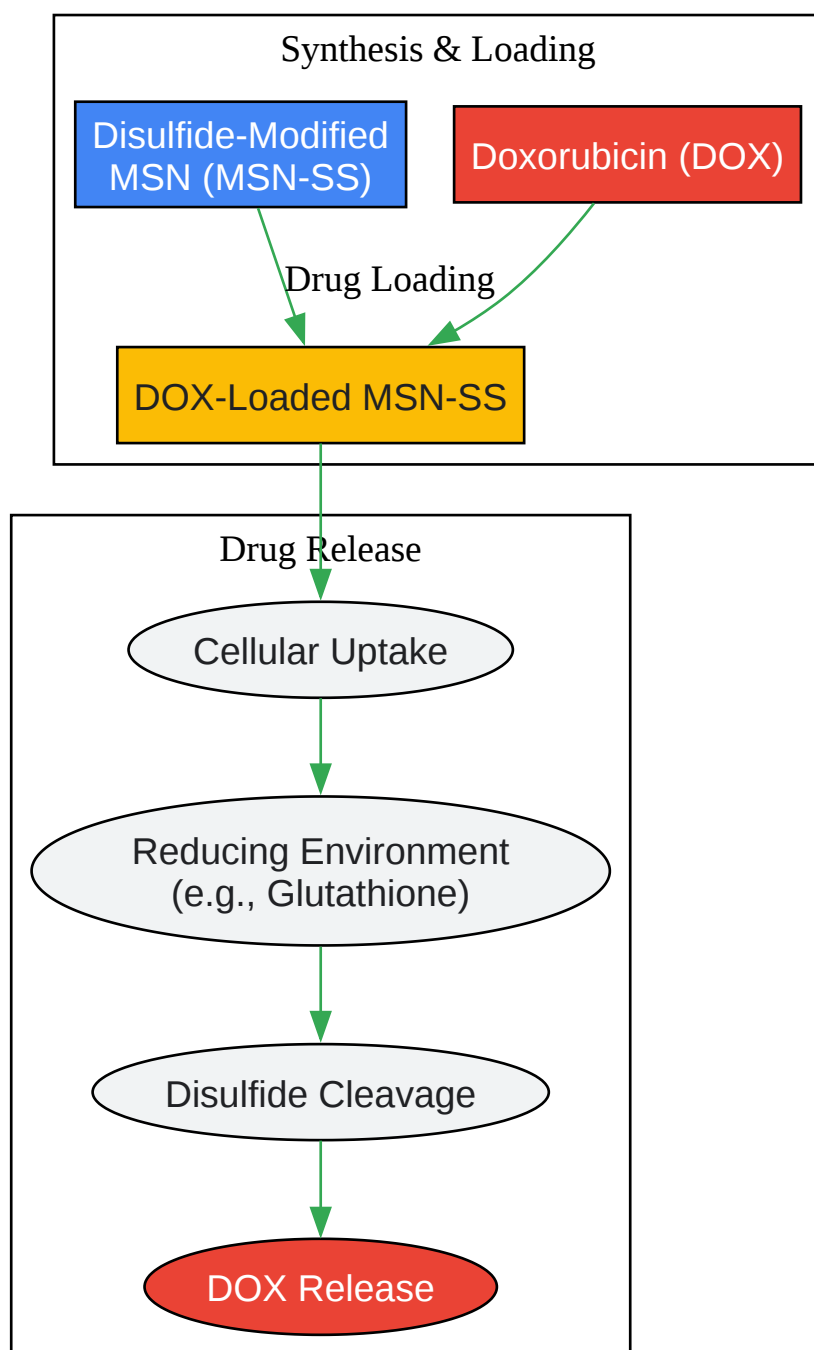 Synthesis & Loading
Disulfide-Modified
MSN (MSN-SS)
Doxorubicin (DOX)
Drug Loading
DOX-Loaded MSN-SS
Drug Release
Cellular Uptake
Reducing Environment
(e.g., Glutathione)
Disulfide Cleavage
DOX Release